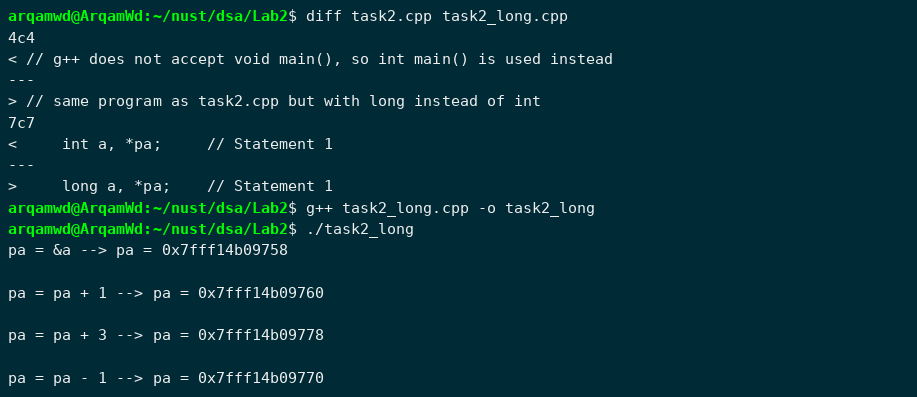 arqamwd@ArqamWd:~/nust/dsa/Lab2$ diff task2.cpp task2_long.cpp
4c4
< // g++ does not accept void main(), so int main() is used instead
---
> // same program as task2.cpp but with long instead of int
7c7
<     int a, *pa;     // Statement 1
---
>     long a, *pa;    // Statement 1
arqamwd@ArqamWd:~/nust/dsa/Lab2$ g++ task2_long.cpp -o task2_long
arqamwd@ArqamWd:~/nust/dsa/Lab2$ ./task2_long
pa = &a --> pa = 0x7fff14b09758
pa = pa + 1 --> pa = 0x7fff14b09760
pa = pa + 3 --> pa = 0x7fff14b09778
pa = pa - 1 --> pa = 0x7fff14b09770